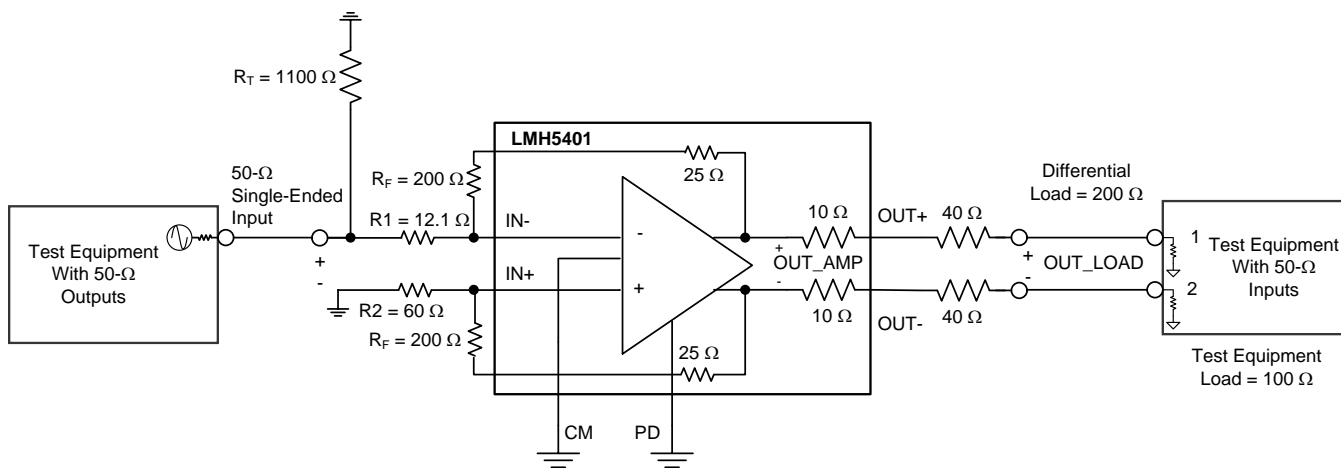 R_T = 1100 Ω
LMH5401
25 Ω
R_F = 200 Ω
50-Ω
Single-Ended
Input
R1 = 12.1 Ω
IN-
-
+
IN+
R2 = 60 Ω
R_F = 200 Ω
25 Ω
CM
PD
Test Equipment
With 50-Ω
Outputs
+
-
10 Ω
OUT+
40 Ω
+
OUT_AMP
-
10 Ω
OUT-
40 Ω
Differential
Load = 200 Ω
+
OUT_LOAD
-
1
2
Test Equipment
With 50-Ω
Inputs
Test Equipment
Load = 100 Ω